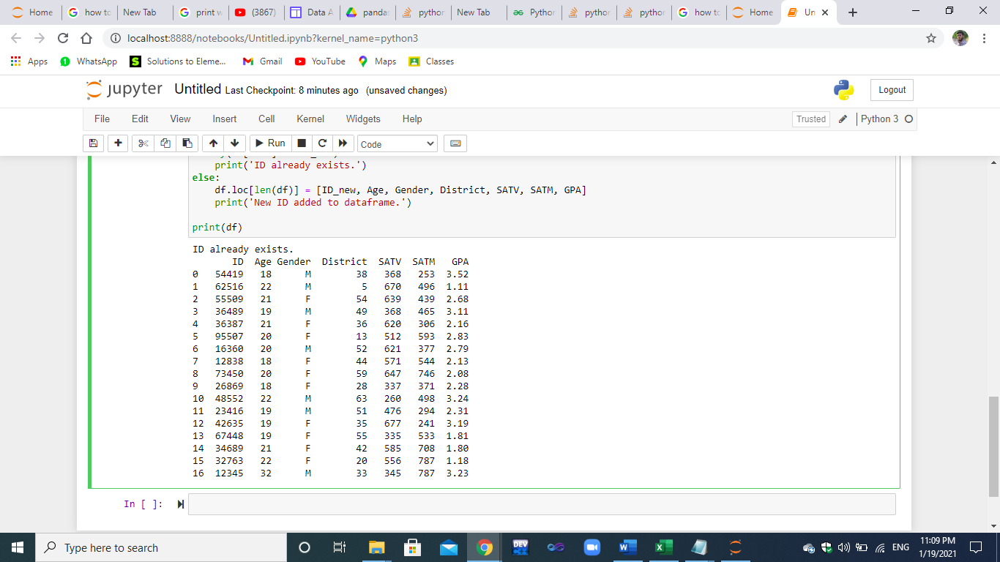 Home how to New Tab print w (3867) Data A panda: python New Tab Python python python how to Home Un
localhost:8888/notebooks/Untitled.ipynb?kernel_name=python3
Apps WhatsApp Solutions to Eleme... Gmail YouTube Maps Classes
jupyter Untitled Last Checkpoint: 8 minutes ago (unsaved changes) Logout
File Edit View Insert Cell Kernel Widgets Help Trusted Python 3
Run Code
print('ID already exists.')
else:
df.loc[len(df)] = [ID_new, Age, Gender, District, SATV, SATM, GPA]
print('New ID added to dataframe.')
print(df)
ID already exists.
ID Age Gender District SATV SATM GPA
0 54419 18 M 38 368 253 3.52
1 62516 22 M 5 670 496 1.11
2 55509 21 F 54 639 439 2.68
3 36489 19 M 49 368 465 3.11
4 36387 21 F 36 620 306 2.16
5 95507 20 F 13 512 593 2.83
6 16360 20 M 52 621 377 2.79
7 12838 18 F 44 571 544 2.13
8 73450 20 F 59 647 746 2.08
9 26869 18 F 28 337 371 2.28
10 48552 22 M 63 260 498 3.24
11 23416 19 M 51 476 294 2.31
12 42635 19 F 35 677 241 3.19
13 67448 19 F 55 335 533 1.81
14 34689 21 F 42 585 708 1.80
15 32763 22 F 20 556 787 1.18
16 12345 32 M 33 345 787 3.23
In [ ]:
Type here to search DEV ENG 11:09 PM
1/19/2021